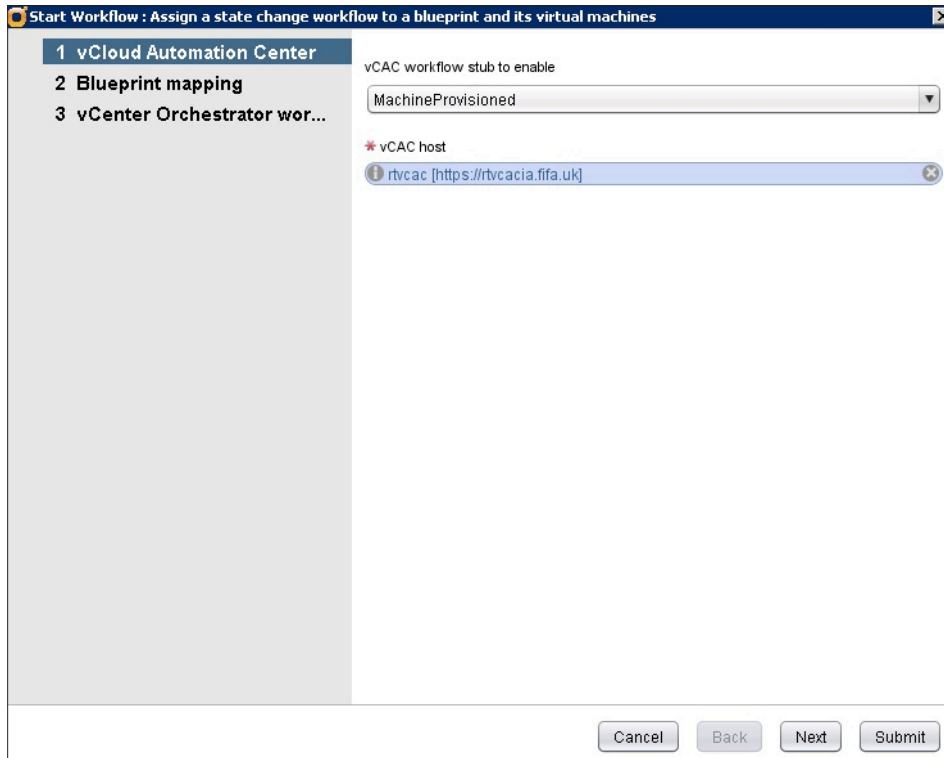 Start Workflow : Assign a state change workflow to a blueprint and its virtual machines
1 vCloud Automation Center
2 Blueprint mapping
3 vCenter Orchestrator wor...
vCAC workflow stub to enable
MachineProvisioned
* vCAC host
rtvcac [https://rtvcacia.fifa.uk]
Cancel
Back
Next
Submit